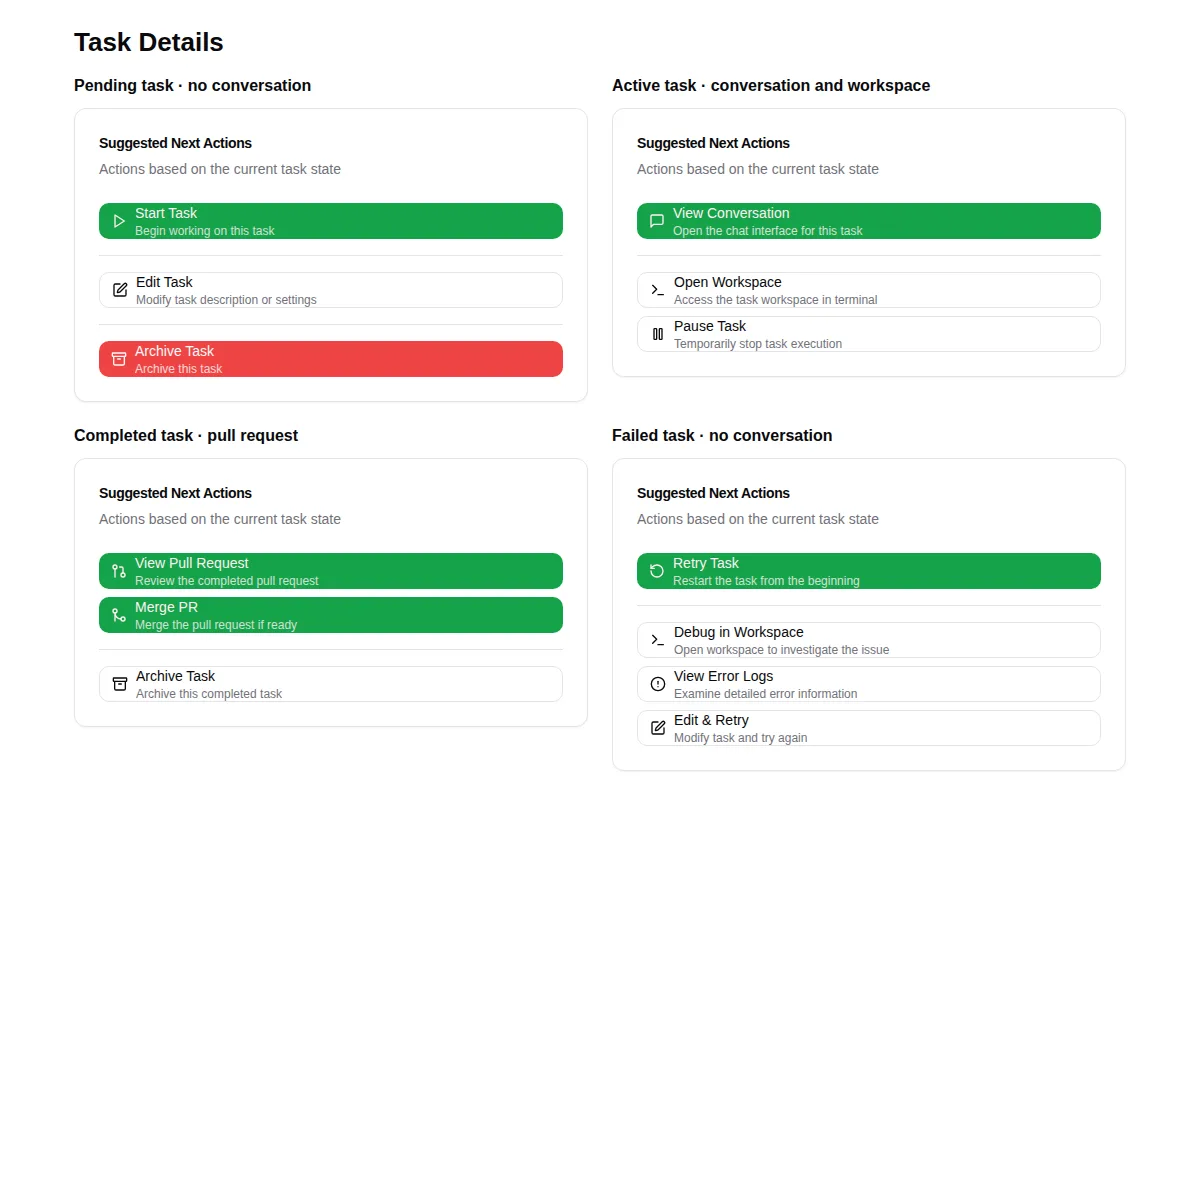 Task Details
Pending task · no conversation
Suggested Next Actions
Actions based on the current task state
Start Task
Begin working on this task
Edit Task
Modify task description or settings
Archive Task
Archive this task
Active task · conversation and workspace
Suggested Next Actions
Actions based on the current task state
View Conversation
Open the chat interface for this task
Open Workspace
Access the task workspace in terminal
Pause Task
Temporarily stop task execution
Completed task · pull request
Suggested Next Actions
Actions based on the current task state
View Pull Request
Review the completed pull request
Merge PR
Merge the pull request if ready
Archive Task
Archive this completed task
Failed task · no conversation
Suggested Next Actions
Actions based on the current task state
Retry Task
Restart the task from the beginning
Debug in Workspace
Open workspace to investigate the issue
View Error Logs
Examine detailed error information
Edit & Retry
Modify task and try again